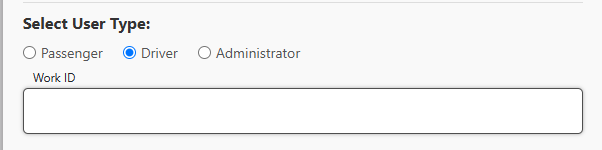 Select User Type:
Passenger Driver Administrator
Work ID